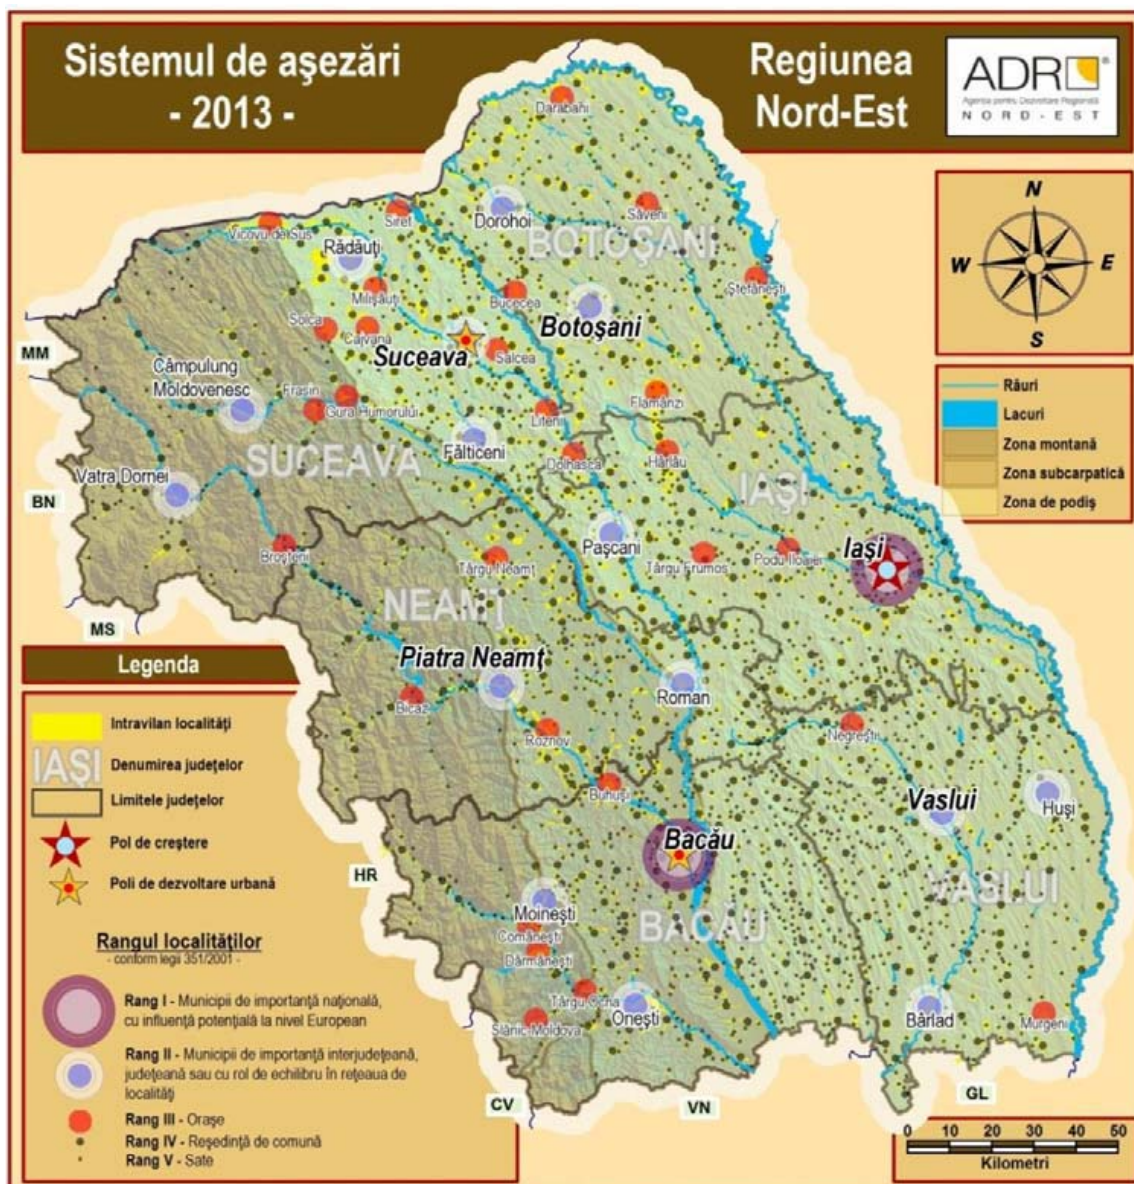 Sistemul de aşezări
- 2013 -
Regiunea
Nord-Est
ADR
Agenţia pentru Dezvoltare Regională
NORD-EST
N
W
E
S
Râuri
Lacuri
Zona montană
Zona subcarpatică
Zona de podiş
Darabani
Dorohoi
Săveni
BOTOŞANI
Siret
Vicovu de Sus
Rădăuţi
Milişăuţi
Bucecea
Ştefăneşti
Botoşani
Solca
Cajvana
Suceava
Salcea
MM
Câmpulung
Moldovenesc
Frasin
Gura Humorului
Liteni
Flamânzi
SUCEAVA
Fălticeni
Dolhasca
Hârlău
IAŞI
Vatra Dornei
BN
Broşteni
Târgu Neamţ
Paşcani
Târgu Frumos
Podu Iloaiei
Iaşi
NEAMŢ
MS
Piatra Neamţ
Bicaz
Roman
Roznov
Negreşti
Buhuşi
Vaslui
Huşi
Bacău
HR
VASLUI
Moineşti
BACĂU
Comăneşti
Dărmăneşti
Târgu Ocna
Oneşti
Slănic Moldova
Bârlad
Murgeni
CV
VN
GL
Legenda
Intravilan localităţi
IAŞI
Denumirea judeţelor
Limitele judeţelor
Pol de creştere
Poli de dezvoltare urbană
Rangul localităţilor
- conform legii 351/2001 -
Rang I - Municipii de importanţă naţională,
cu influenţă potenţială la nivel European
Rang II - Municipii de importanţă interjudeţeană,
judeţeană sau cu rol de echilibru în reţeaua de
localităţi
Rang III - Oraşe
Rang IV - Reşedinţă de comună
Rang V - Sate
0 10 20 30 40 50
Kilometri